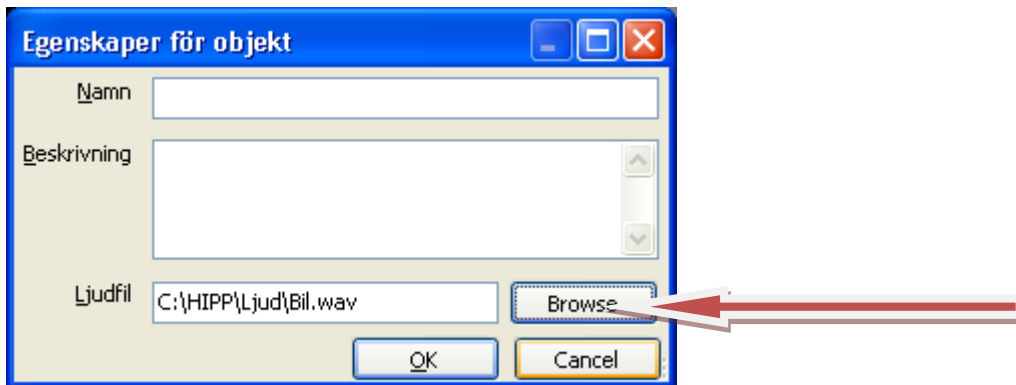 Egenskaper för objekt
Namn
Beskrivning
Ljudfil C:\HIPP\Ljud\Bil.wav Browse
OK Cancel